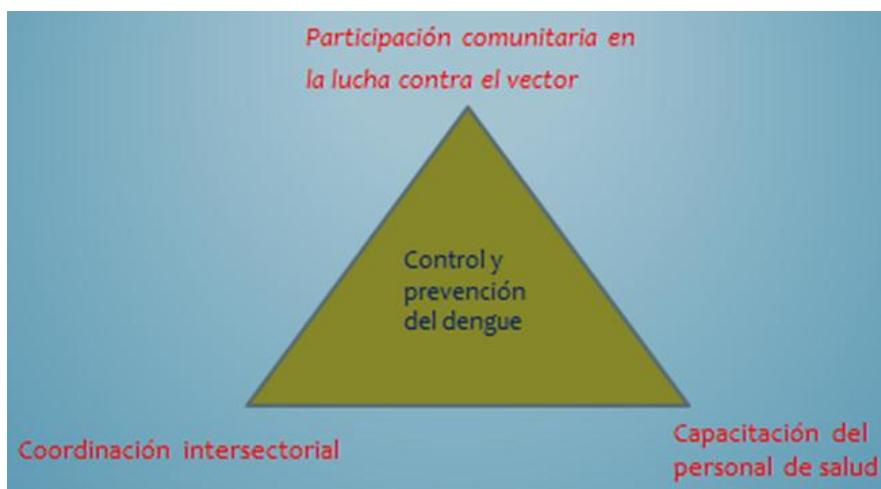 Participación comunitaria en
la lucha contra el vector
Control y
prevención
del dengue
Coordinación intersectorial
Capacitación del
personal de salud